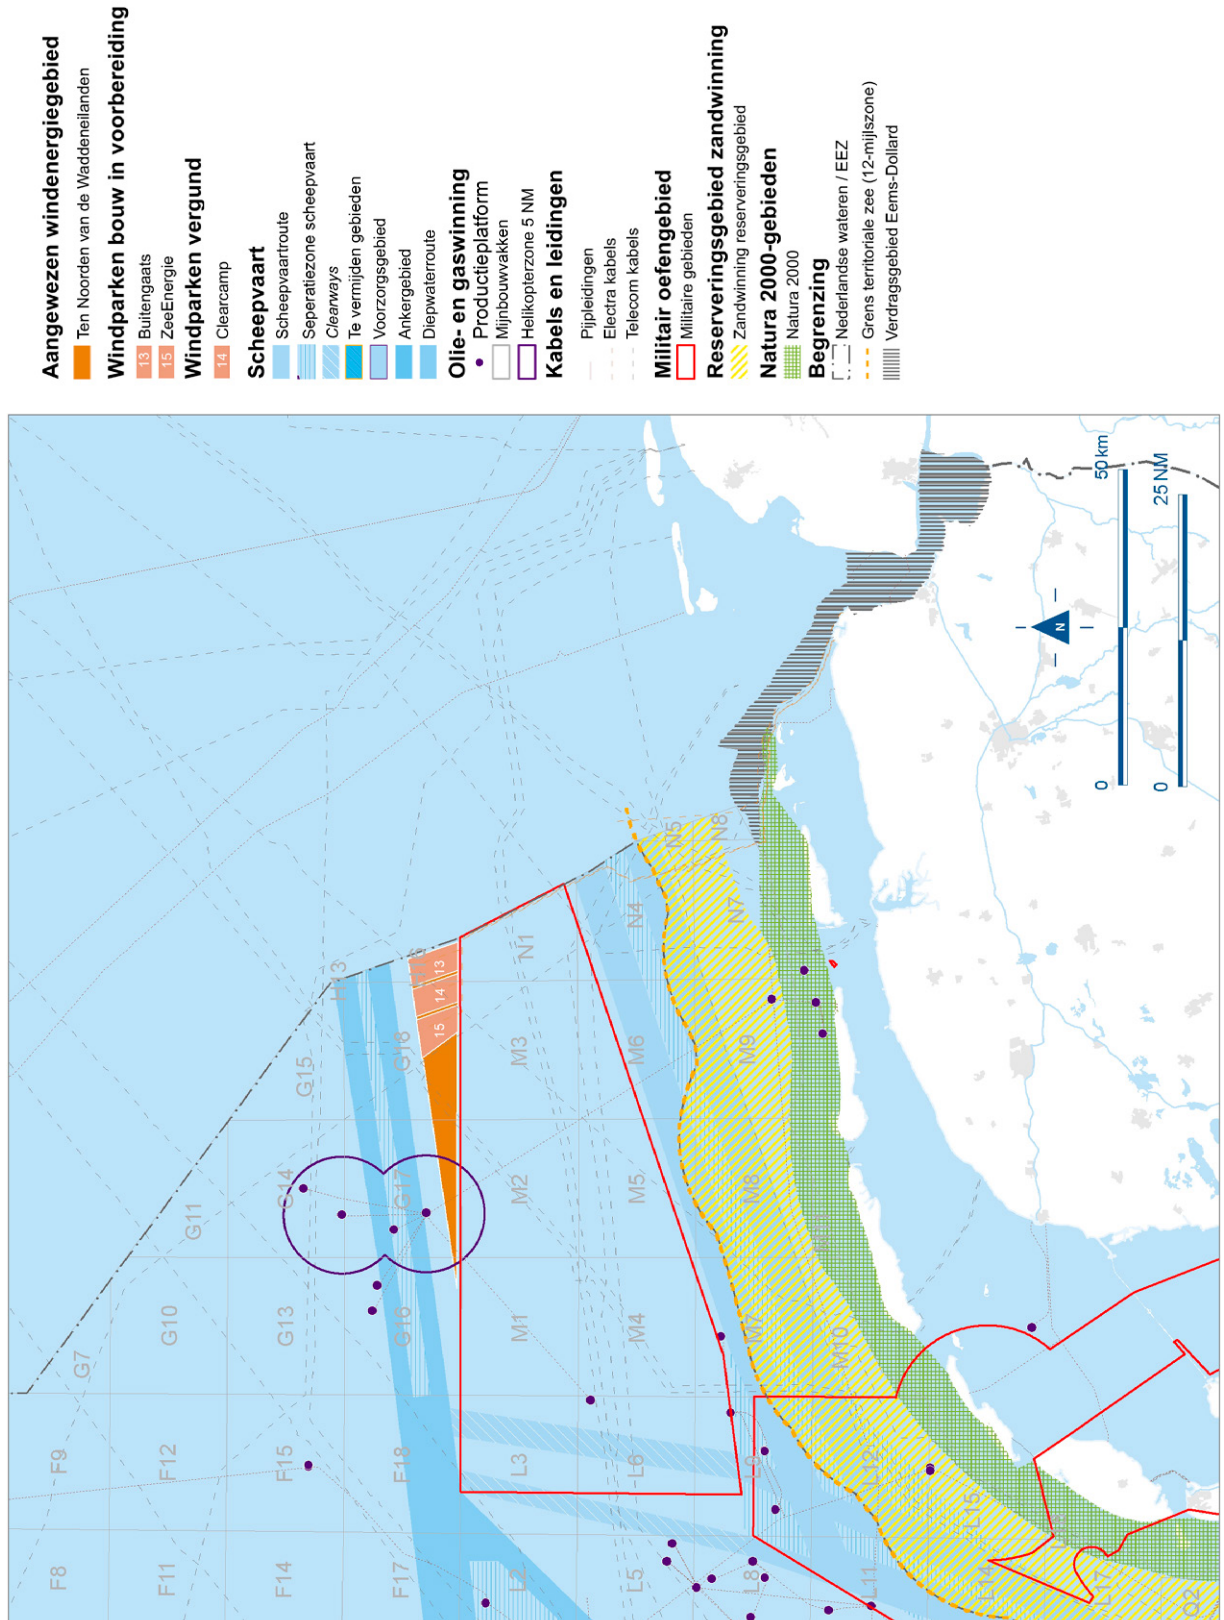 Aangewezen windenergiegebied
Ten Noorden van de Waddeneilanden
Windparken bouw in voorbereiding
13 Buitengaats
15 ZeeEnergie
Windparken vergund
14 Clearcamp
Scheepvaart
Scheepvaartroute
Seperatiezone scheepvaart
Clearways
Te vermijden gebieden
Voorzorgsgebied
Ankergebied
Diepwaterroute
Olie- en gaswinning
Productieplatform
Mijnbouwvakken
Helikopterzone 5 NM
Kabels en leidingen
Pijpleidingen
Electra kabels
Telecom kabels
Militair oefengebied
Militaire gebieden
Reserveringsgebied zandwinning
Zandwinning reserveringsgebied
Natura 2000-gebieden
Natura 2000
Begrenzing
Nederlandse wateren / EEZ
Grens territoriale zee (12-mijlszone)
Verdragsgebied Eems-Dollard
F8
F9
G7
F11
F12
G10
G11
F14
F15
G13
G14
G15
H13
F17
F18
G16
G17
G18
15
14
13
L2
L3
M1
M2
M3
N1
L5
L6
M4
M5
M6
N4
N5
L8
L9
M7
M8
M9
N7
N8
L11
L12
M10
L14
L15
L17
Q2
N
0
50 km
0
25 NM